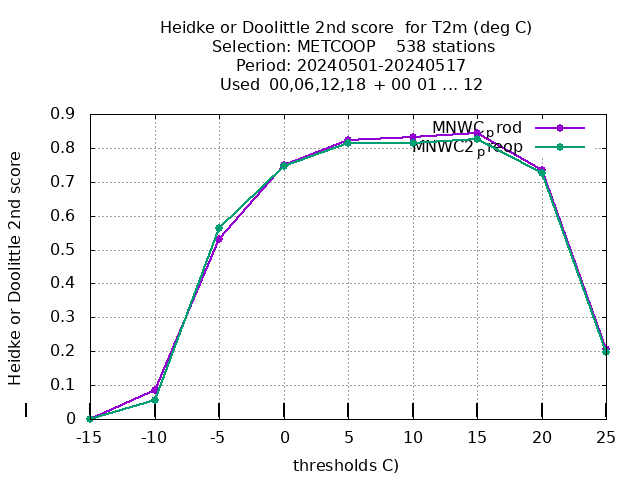 Heidke or Doolittle 2nd score for T2m (deg C)
Selection: METCOOP 538 stations
Period: 20240501-20240517
Used 00,06,12,18 + 00 01 ... 12
Heidke or Doolittle 2nd score
0.9
0.8
0.7
0.6
0.5
0.4
0.3
0.2
0.1
0
MNWC_prod
MNWC2_preop
-15 -10 -5 0 5 10 15 20 25
thresholds C)